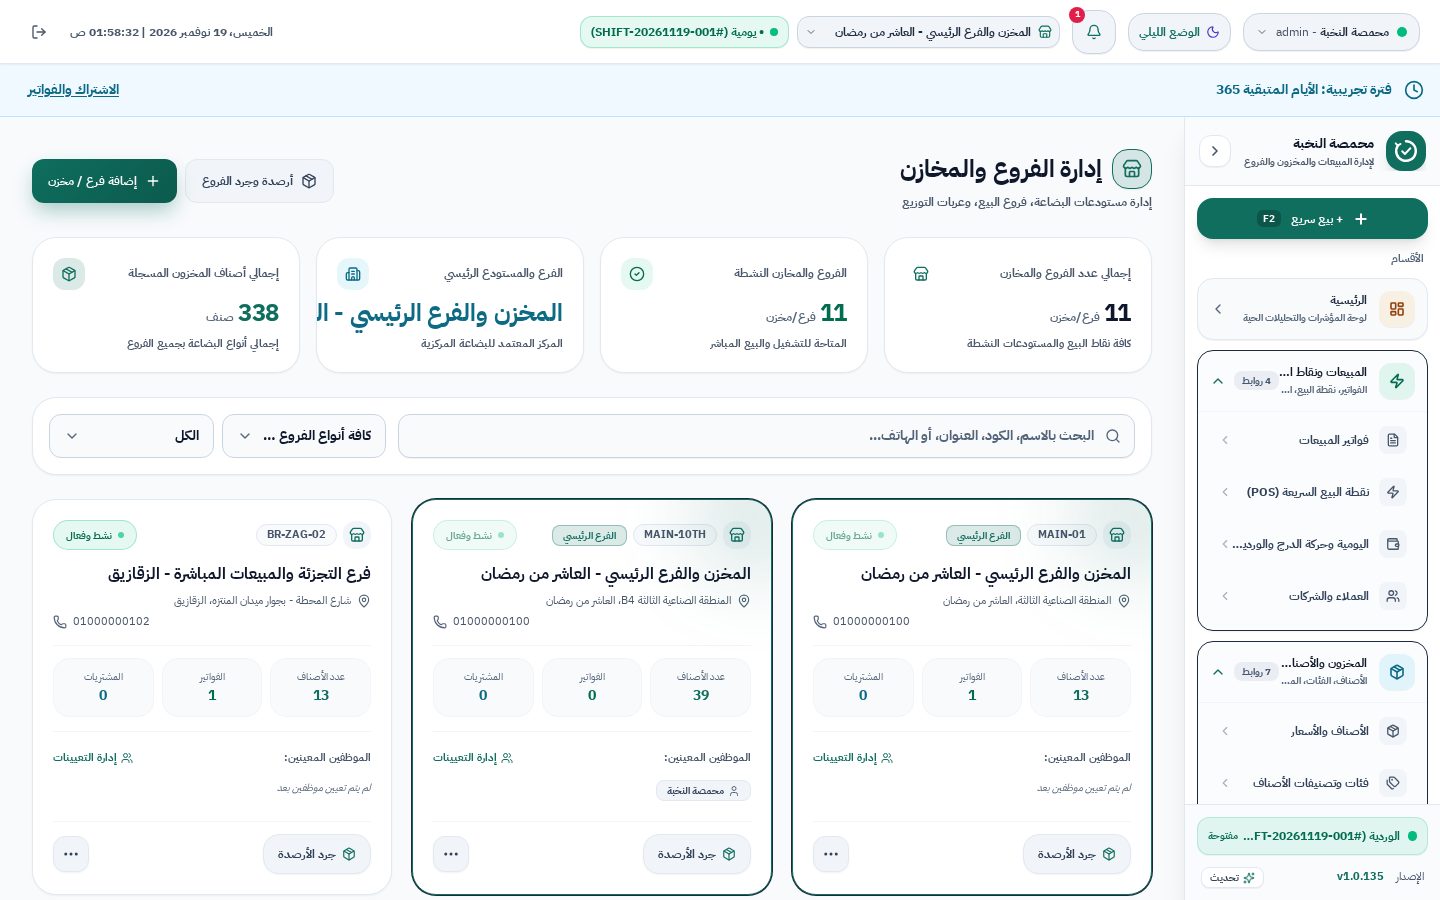 محمصة النخبة - admin
الوضع الليلي
1
المخزن والفرع الرئيسي - العاشر من رمضان
• يومية (#SHIFT-20261119-001)
الخميس، 19 نوفمبر 2026 | 01:58:32 ص
فترة تجريبية: الأيام المتبقية 365
الاشتراك والفواتير
محمصة النخبة
لإدارة المبيعات والمخزون والفروع
+ بيع سريع F2
الأقسام
الرئيسية
لوحة المؤشرات والتحليلات الحية
المبيعات ونقاط ا...
4 روابط
الفواتير، نقطة البيع، ا...
فواتير المبيعات
نقطة البيع السريعة (POS)
اليومية وحركة الدرج والورديـ...
العملاء والشركات
المخزون والأصنا...
7 روابط
الأصناف، الفئات، المـ...
الأصناف والأسعار
فئات وتصنيفات الأصناف
الوردية (#FT-20261119-001... مفتوحة
الإصدار v1.0.135
تحديث
إدارة الفروع والمخازن
إدارة مستودعات البضاعة، فروع البيع، وعربات التوزيع
أرصدة وجرد الفروع
إضافة فرع / مخزن
إجمالي عدد الفروع والمخازن
11 فرع/مخزن
كافة نقاط البيع والمستودعات النشطة
الفروع والمخازن النشطة
11 فرع/مخزن
المتاحة للتشغيل والبيع المباشر
الفرع والمستودع الرئيسي
المخزن والفرع الرئيسي - ال
المركز المعتمد للبضاعة المركزية
إجمالي أصناف المخزون المسجلة
338 صنف
إجمالي أنواع البضاعة بجميع الفروع
البحث بالاسم، الكود، العنوان، أو الهاتف...
كافة أنواع الفروع ...
الكل
MAIN-01
الفرع الرئيسي
نشط وفعال
المخزن والفرع الرئيسي - العاشر من رمضان
المنطقة الصناعية الثالثة، العاشر من رمضان
01000000100
عدد الأصناف
13
الفواتير
1
المشتريات
0
الموظفين المعينين:
إدارة التعيينات
لم يتم تعيين موظفين بعد
جرد الأرصدة
MAIN-10TH
الفرع الرئيسي
نشط وفعال
المخزن والفرع الرئيسي - العاشر من رمضان
المنطقة الصناعية الثالثة B4، العاشر من رمضان
01000000100
عدد الأصناف
39
الفواتير
0
المشتريات
0
الموظفين المعينين:
إدارة التعيينات
محمصة النخبة
جرد الأرصدة
BR-ZAG-02
نشط وفعال
فرع التجزئة والمبيعات المباشرة - الزقازيق
شارع المحطة - بجوار ميدان المنتزه، الزقازيق
01000000102
عدد الأصناف
13
الفواتير
1
المشتريات
0
الموظفين المعينين:
إدارة التعيينات
لم يتم تعيين موظفين بعد
جرد الأرصدة